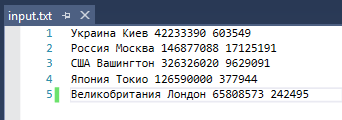 input.txt
1 Украина Киев 42233390 603549
2 Россия Москва 146877088 17125191
3 США Вашингтон 326326020 9629091
4 Япония Токио 126590000 377944
5 Великобритания Лондон 65808573 242495